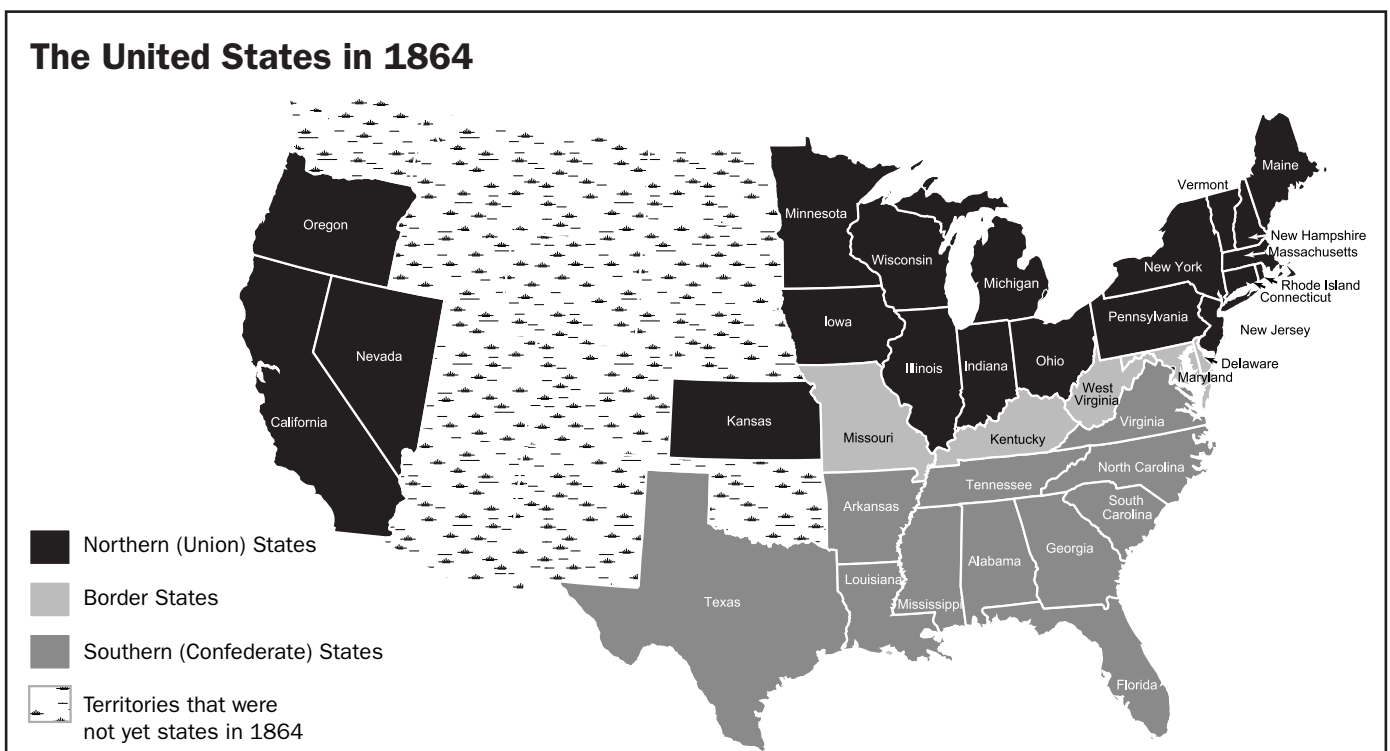 The United States in 1864
Maine
Vermont
Oregon
Minnesota
New Hampshire
Massachusetts
Wisconsin
New York
Michigan
Rhode Island
Connecticut
Pennsylvania
Iowa
New Jersey
Nevada
Illinois
Indiana
Ohio
Delaware
Maryland
West
Virginia
California
Kansas
Missouri
Kentucky
Virginia
North Carolina
Tennessee
South
Carolina
Arkansas
Georgia
Alabama
Louisiana
Mississippi
Texas
Florida
Northern (Union) States
Border States
Southern (Confederate) States
Territories that were
not yet states in 1864